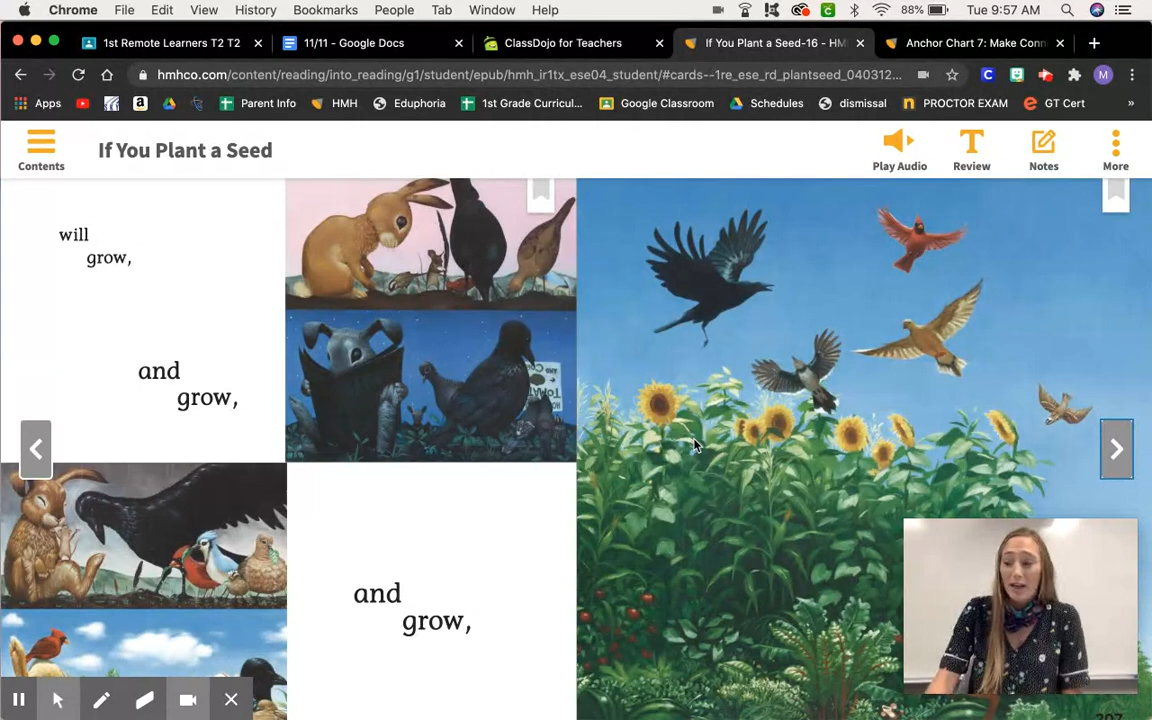 Chrome File Edit View History Bookmarks People Tab Window Help 88% Tue 9:57 AM
1st Remote Learners T2 T2 × 11/11 - Google Docs × ClassDojo for Teachers × If You Plant a Seed-16 - HM × Anchor Chart 7: Make Conn × +
hmhco.com/content/reading/into_reading/g1/student/epub/hmh_ir1tx_ese04_student/#cards--1re_ese_rd_plantseed_040312...
Apps Parent Info HMH Eduphoria 1st Grade Curricul... Google Classroom Schedules dismissal PROCTOR EXAM GT Cert »
Contents
If You Plant a Seed
Play Audio Review Notes More
will
grow,
and
grow,
and
grow,